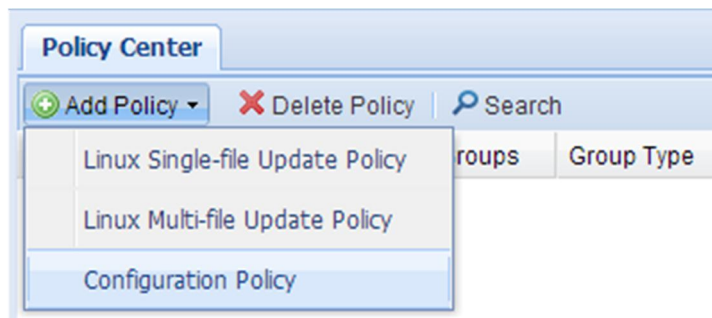 Policy Center
Add Policy Delete Policy Search
Linux Single-file Update Policy
roups Group Type
Linux Multi-file Update Policy
Configuration Policy